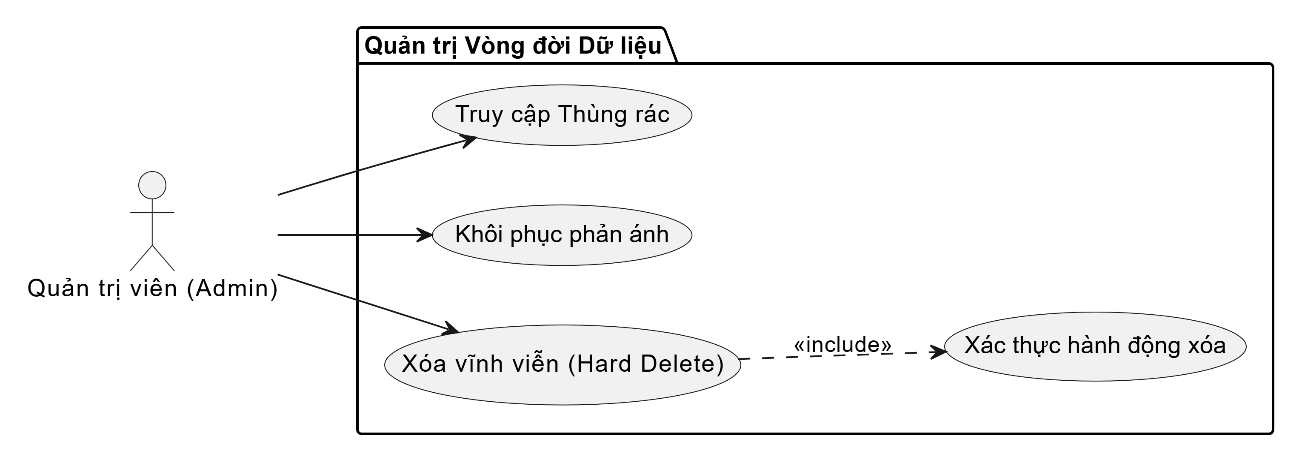 Quản trị Vòng đời Dữ liệu
Truy cập Thùng rác
Khôi phục phản ánh
Quản trị viên (Admin)
Xóa vĩnh viễn (Hard Delete)
«include»
Xác thực hành động xóa